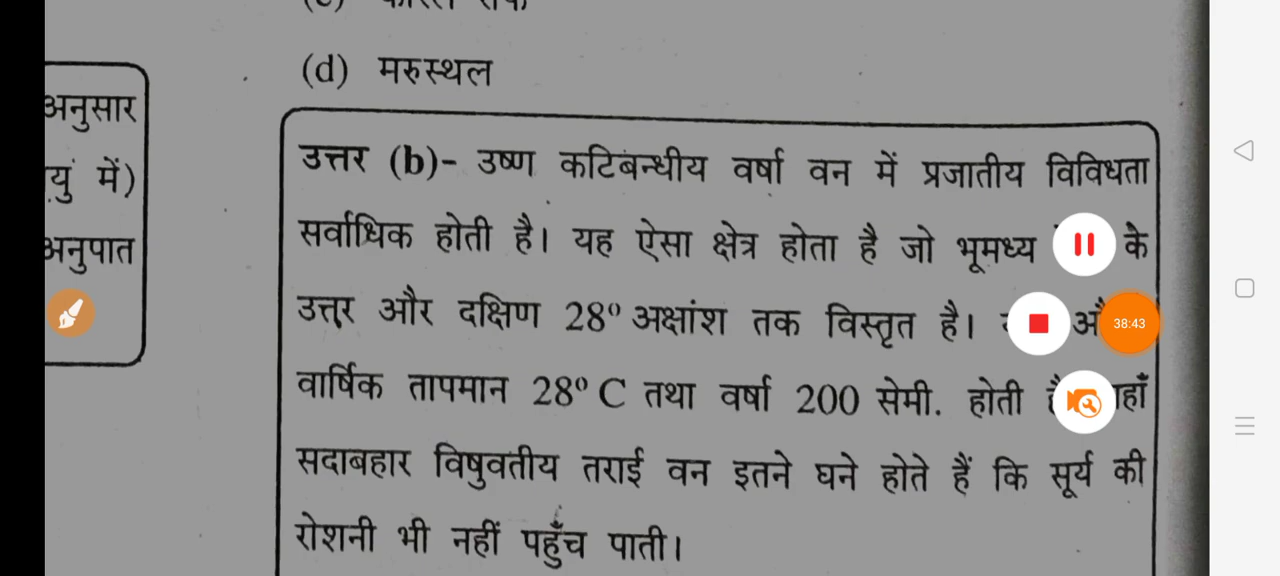 (d) मरुस्थल
अनुसार
यु में)
अनुपात
उत्तर (b)- उष्ण कटिबन्धीय वर्षा वन में प्रजातीय विविधता
सर्वाधिक होती है। यह ऐसा क्षेत्र होता है जो भूमध्य के
उत्तर और दक्षिण 28º अक्षांश तक विस्तृत है।
वार्षिक तापमान 28º C तथा वर्षा 200 सेमी. होती
सदाबहार विषुवतीय तराई वन इतने घने होते हैं कि सूर्य की
रोशनी भी नहीं पहुँच पाती।
38:43